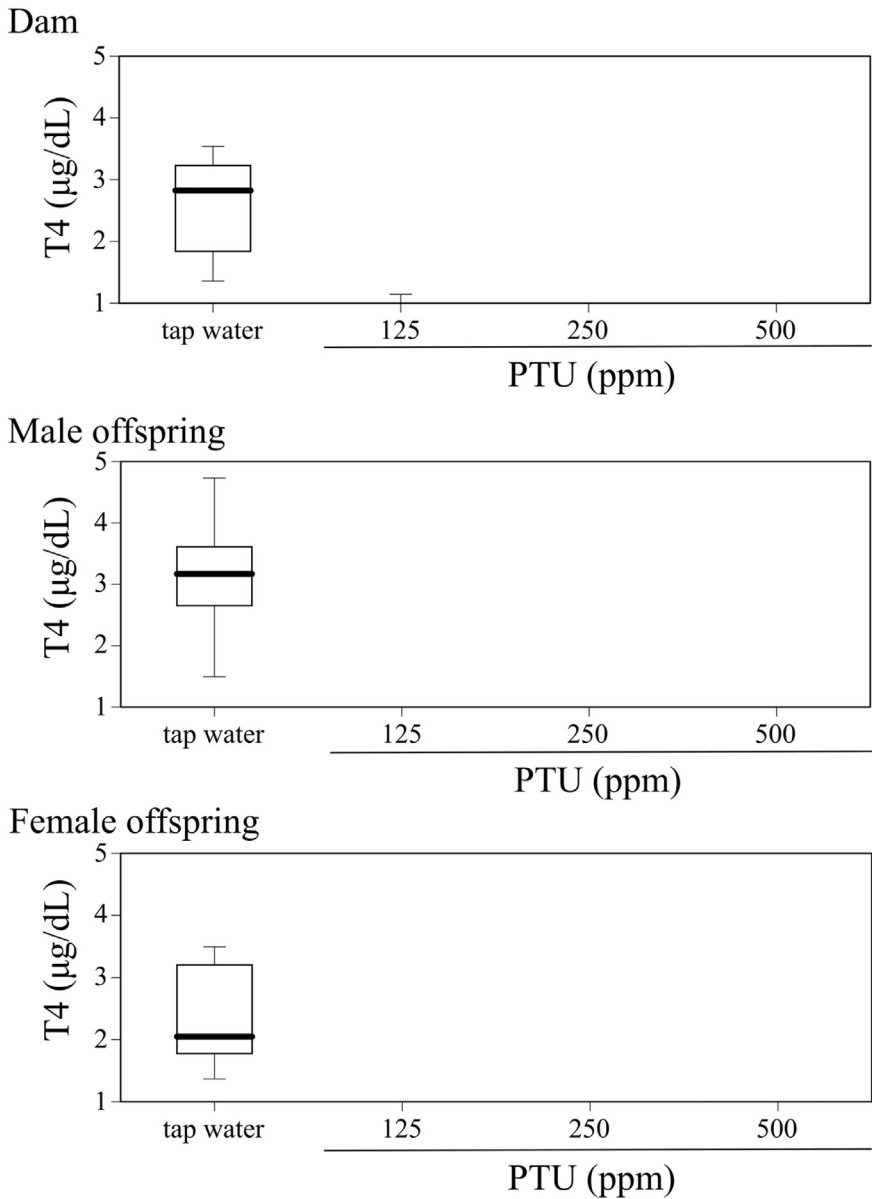 Dam
5
4
3
2
1
T4 (µg/dL)
tap water 125 250 500
PTU (ppm)
Male offspring
5
4
3
2
1
T4 (µg/dL)
tap water 125 250 500
PTU (ppm)
Female offspring
5
4
3
2
1
T4 (µg/dL)
tap water 125 250 500
PTU (ppm)